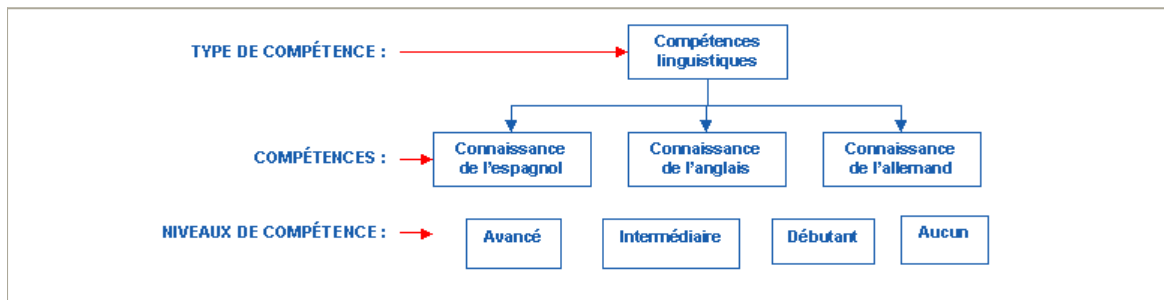 TYPE DE COMPÉTENCE :
Compétences
linguistiques
COMPÉTENCES :
Connaissance
de l'espagnol
Connaissance
de l'anglais
Connaissance
de l'allemand
NIVEAUX DE COMPÉTENCE :
Avancé
Intermédiaire
Débutant
Aucun